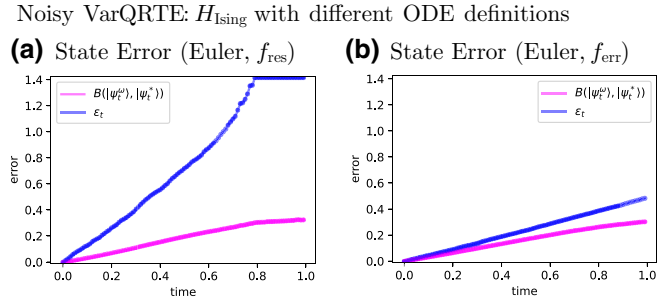 Noisy VarQRTE: H_Ising with different ODE definitions
(a) State Error (Euler, f_res)
(b) State Error (Euler, f_err)
1.4
1.2
1.0
0.8
0.6
0.4
0.2
0.0
error
B(|ψ_t^ω⟩, |ψ_t^*⟩)
ε_t
0.0 0.2 0.4 0.6 0.8 1.0
time
1.4
1.2
1.0
0.8
0.6
0.4
0.2
0.0
error
B(|ψ_t^ω⟩, |ψ_t^*⟩)
ε_t
0.0 0.2 0.4 0.6 0.8 1.0
time